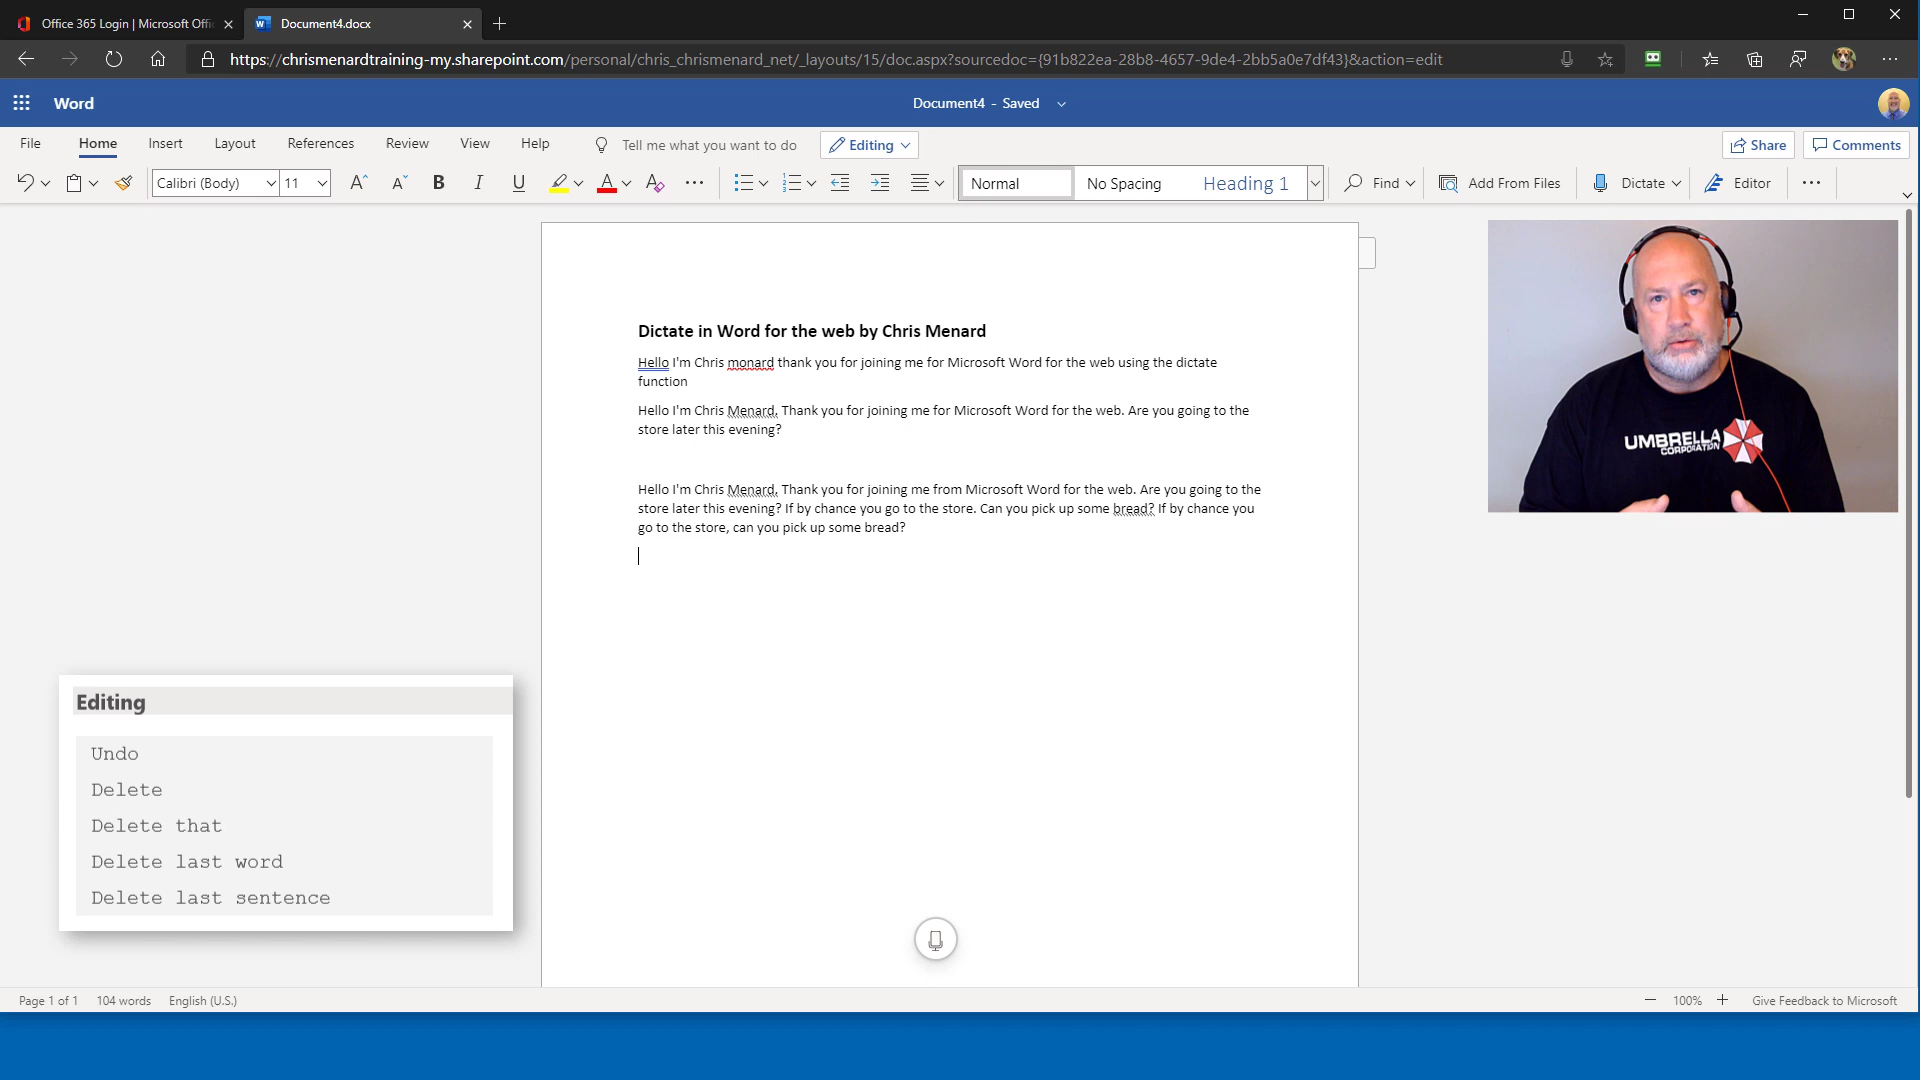 Office 365 Login | Microsoft Offi
Document4.docx
https://chrismenardtraining-my.sharepoint.com/personal/chris_chrismenard_net/_layouts/15/doc.aspx?sourcedoc={91b822ea-28b8-4657-9de4-2bb5a0e7df43}&action=edit
Word
Document4 - Saved
File Home Insert Layout References Review View Help Tell me what you want to do Editing Share Comments
Calibri (Body) 11 B I U A Normal No Spacing Heading 1 Find Add From Files Dictate Editor
Dictate in Word for the web by Chris Menard
Hello I'm Chris monard thank you for joining me for Microsoft Word for the web using the dictate
function
Hello I'm Chris Menard, Thank you for joining me for Microsoft Word for the web. Are you going to the
store later this evening?
Hello I'm Chris Menard, Thank you for joining me from Microsoft Word for the web. Are you going to the
store later this evening? If by chance you go to the store. Can you pick up some bread? If by chance you
go to the store, can you pick up some bread?
UMBRELLA
CORPORATION
Editing
Undo
Delete
Delete that
Delete last word
Delete last sentence
Page 1 of 1 104 words English (U.S.) 100% Give Feedback to Microsoft